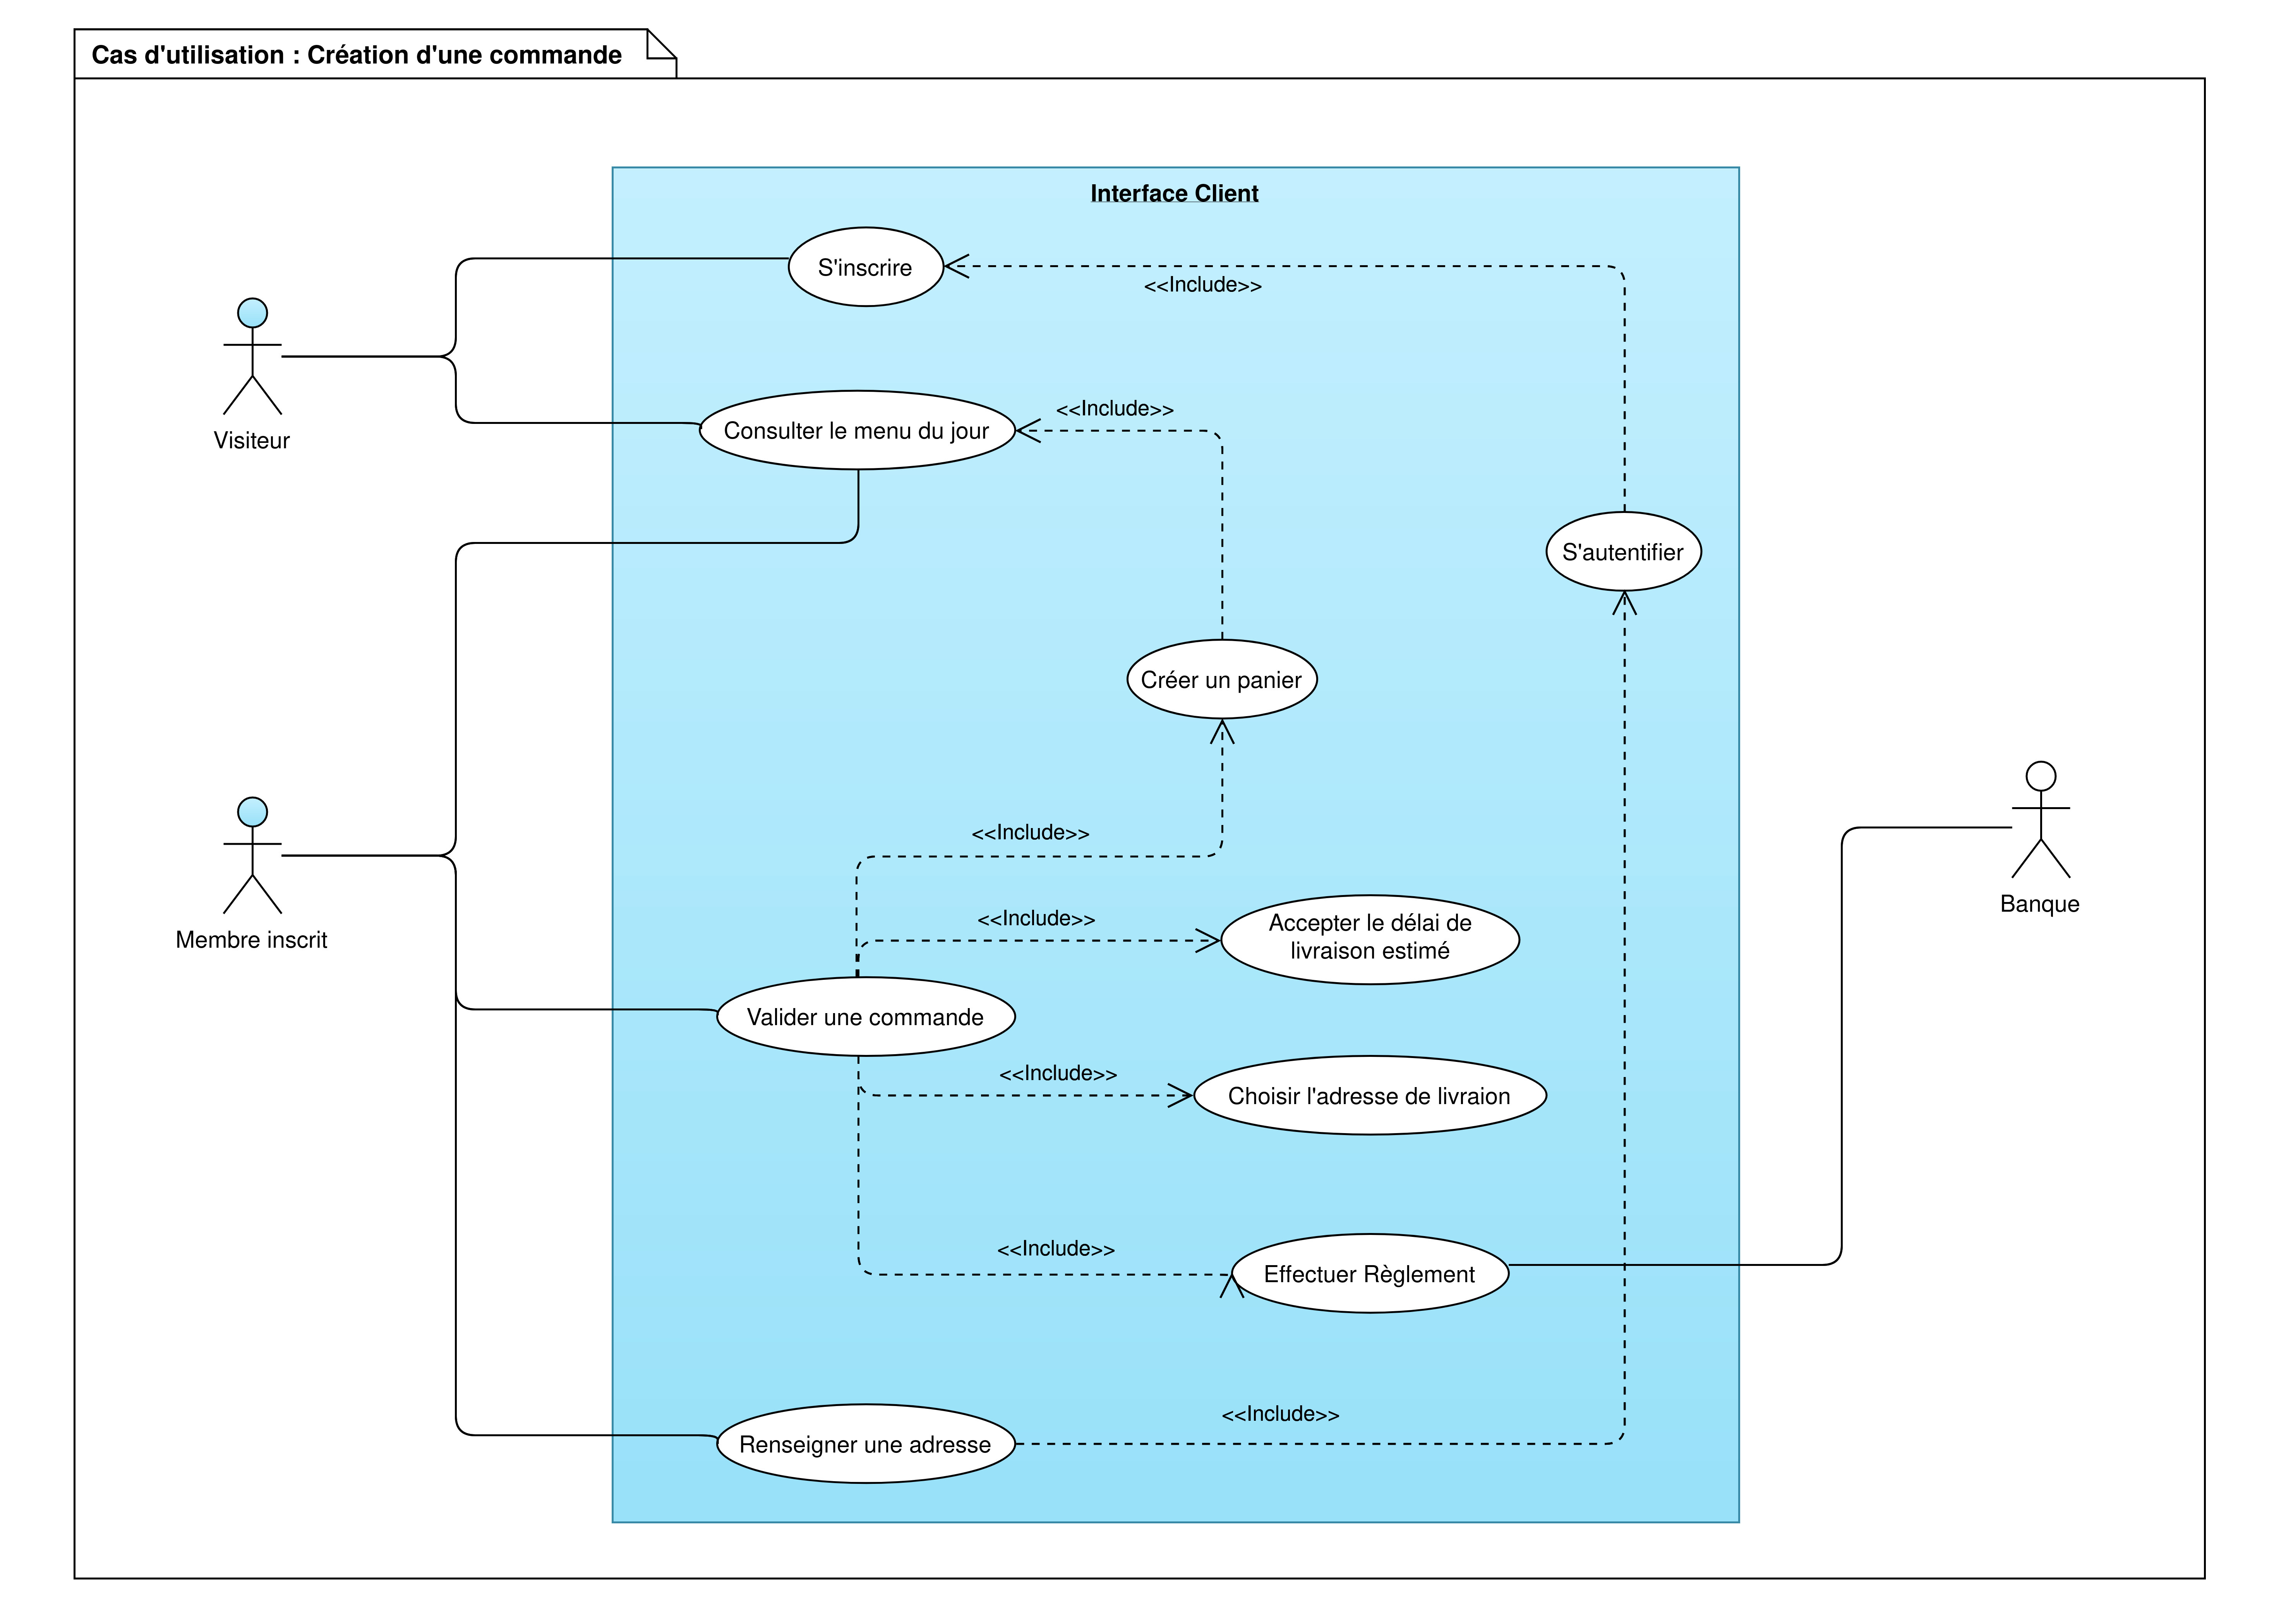 Cas d'utilisation : Création d'une commande
Interface Client
S'inscrire
<<Include>>
Visiteur
Consulter le menu du jour
<<Include>>
S'autentifier
Créer un panier
<<Include>>
Membre inscrit
Banque
<<Include>>
Accepter le délai de
livraison estimé
Valider une commande
<<Include>>
Choisir l'adresse de livraion
<<Include>>
Effectuer Règlement
<<Include>>
Renseigner une adresse